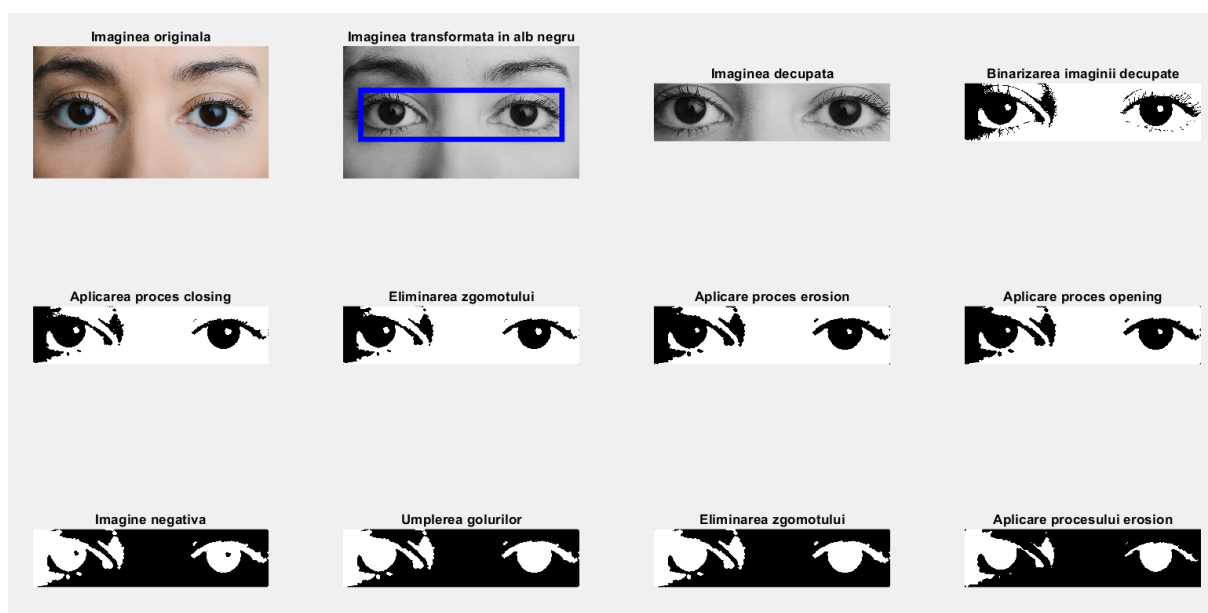 Imaginea originala
Imaginea transformata in alb negru
Imaginea decupata
Binarizarea imaginii decupate
Aplicarea proces closing
Eliminarea zgomotului
Aplicare proces erosion
Aplicare proces opening
Imagine negativa
Umplerea golurilor
Eliminarea zgomotului
Aplicare procesului erosion